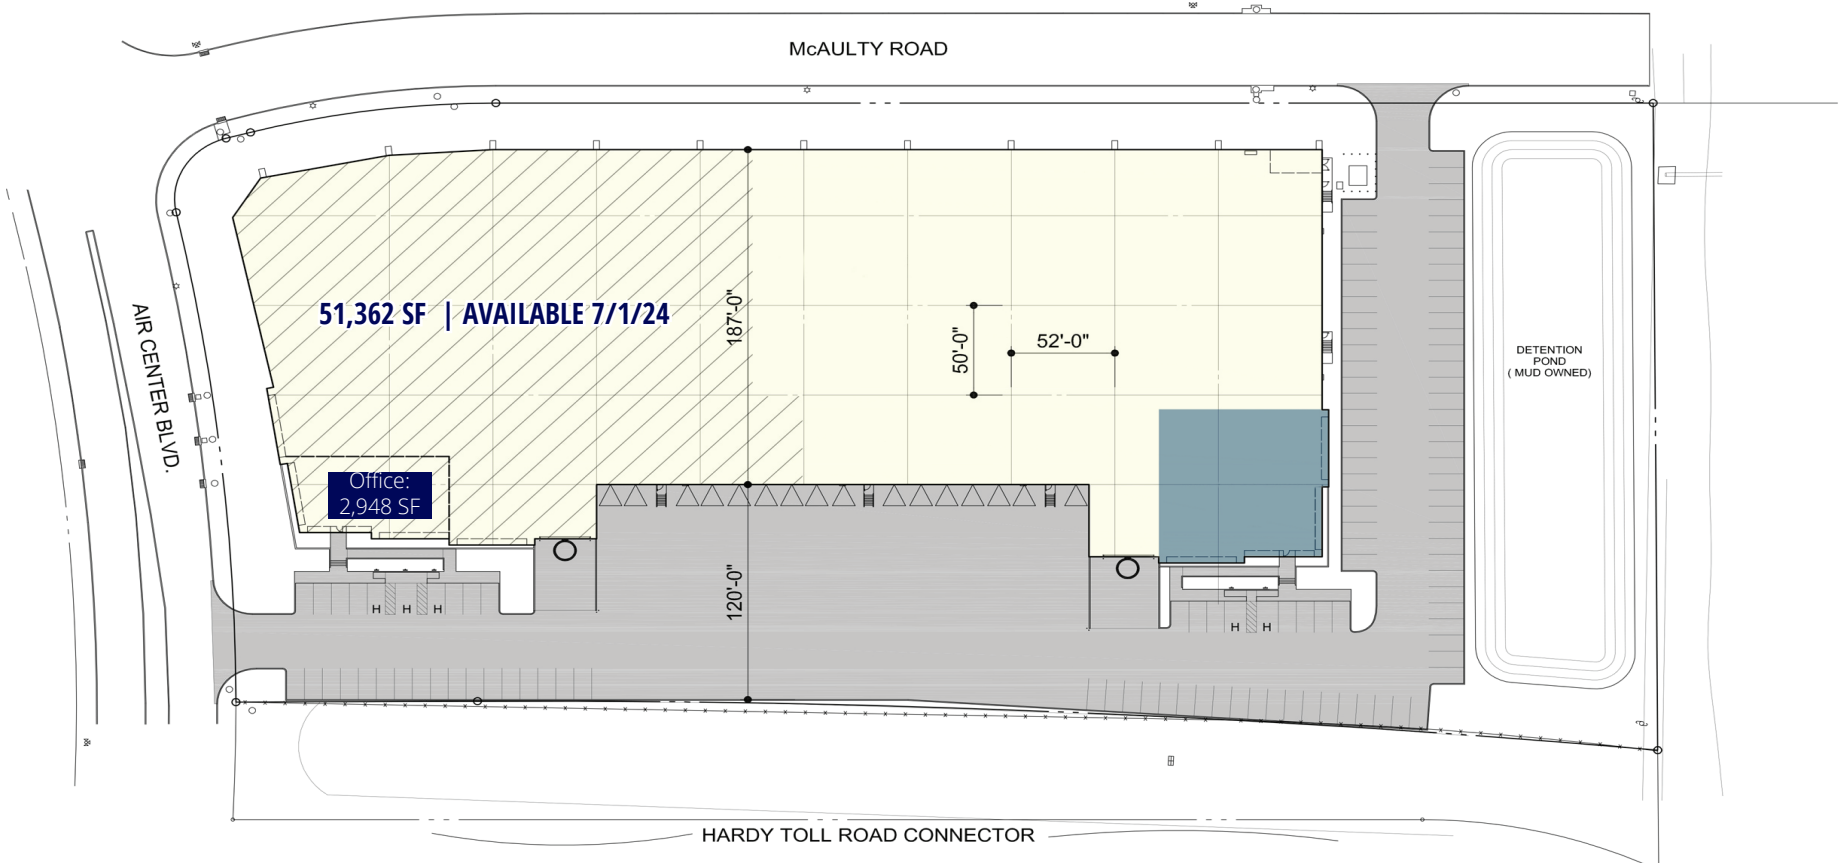 McAULTY ROAD
51,362 SF | AVAILABLE 7/1/24
187'-0"
50'-0"
52'-0"
AIR CENTER BLVD.
DETENTION
POND
( MUD OWNED)
Office:
2,948 SF
120'-0"
H H H
H H
HARDY TOLL ROAD CONNECTOR